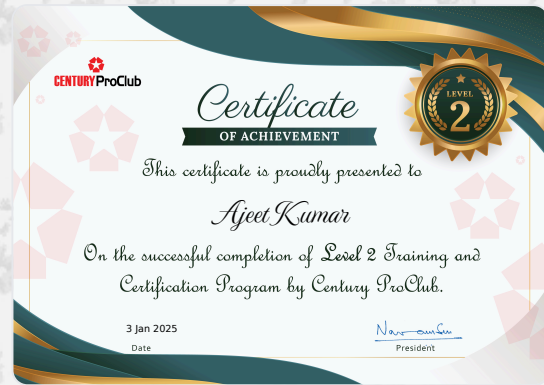 CENTURY ProClub
Certificate
OF ACHIEVEMENT
LEVEL
2
This certificate is proudly presented to
Ajeet Kumar
On the successful completion of Level 2 Training and
Certification Program by Century ProClub.
3 Jan 2025
Date
President